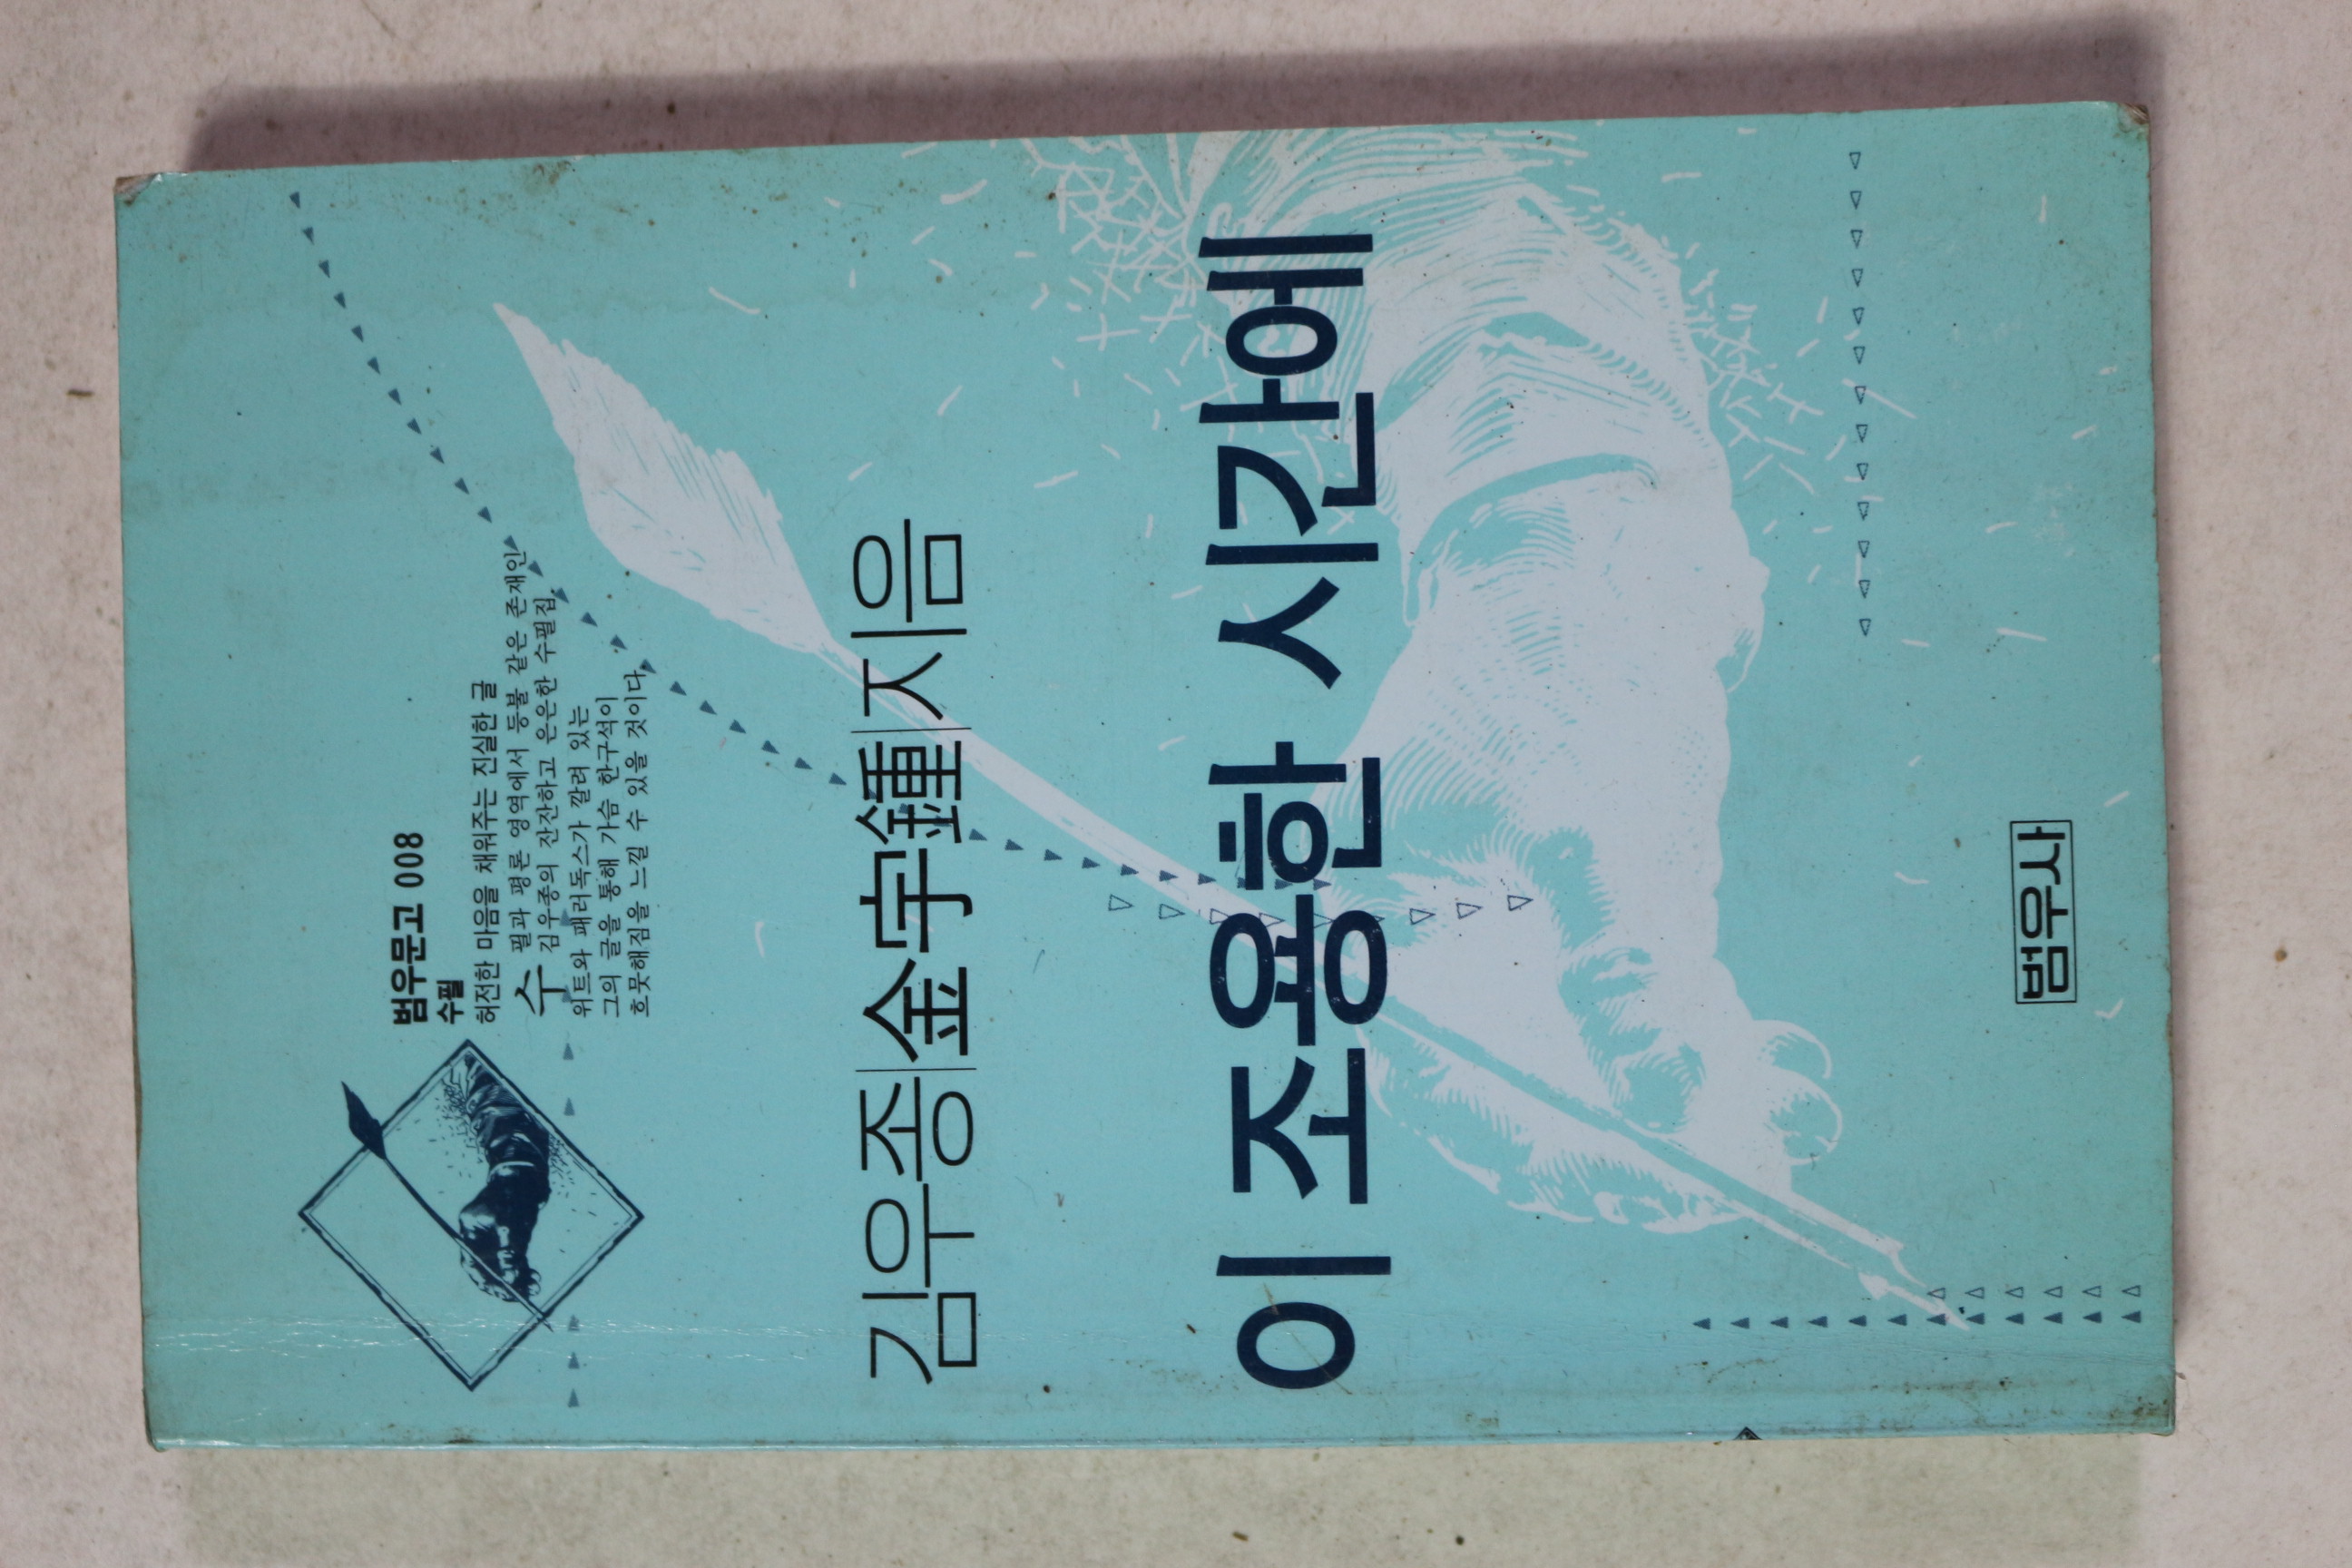 범우문고 008
수필
허전한 마음을 채워주는 진실한 글
수필과 평론 영역에서 등불 같은 존재인
김우종의 잔잔하고 은은한 수필집.
위트와 패러독스가 깔려 있는
그의 글을 통해 가슴 한구석이
흐뭇해짐을 느낄 수 있을 것이다.
김우종|金宇鍾|지음
이 조용한 시간에
범우사